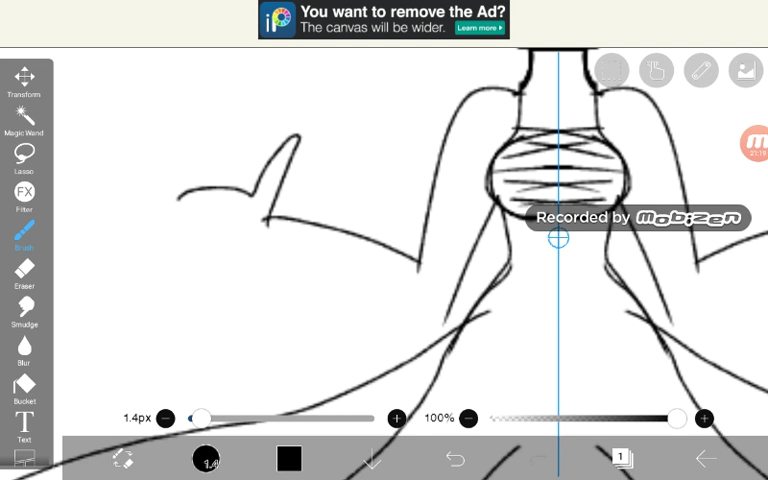 iP
You want to remove the Ad?
The canvas will be wider.
Learn more ▸
Transform
Magic Wand
Lasso
FX
Filter
Brush
Eraser
Smudge
Blur
Bucket
T
Text
Recorded by mobizen
m
1.4px
100%
1.4
1